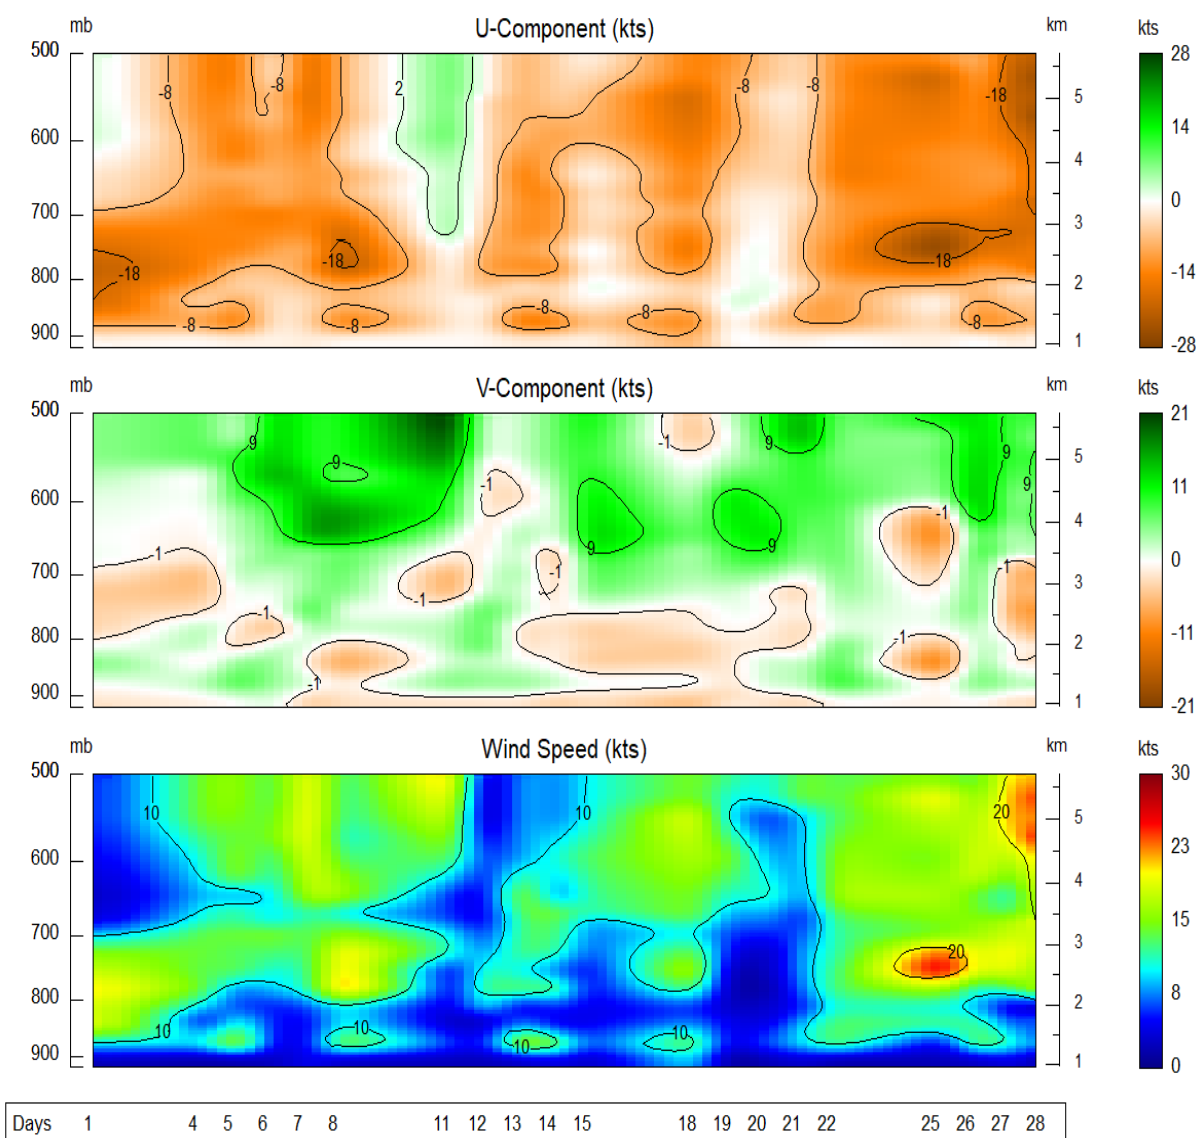 U-Component (kts)
mb km kts
500 600 700 800 900
5 4 3 2 1
28 14 0 -14 -28
-8 -8 2 -8 -8 -18
-18 -18 -18
-8 -8 -8 -8 -8
V-Component (kts)
mb km kts
500 600 700 800 900
5 4 3 2 1
21 11 0 -11 -21
9 9 -1 9 9
-1 9 -1 9 9
-1 -1 -1 -1
-1 -1 -1
Wind Speed (kts)
mb km kts
500 600 700 800 900
5 4 3 2 1
30 23 15 8 0
10 10 20
20
10 10 10 10
Days 1 4 5 6 7 8 11 12 13 14 15 18 19 20 21 22 25 26 27 28